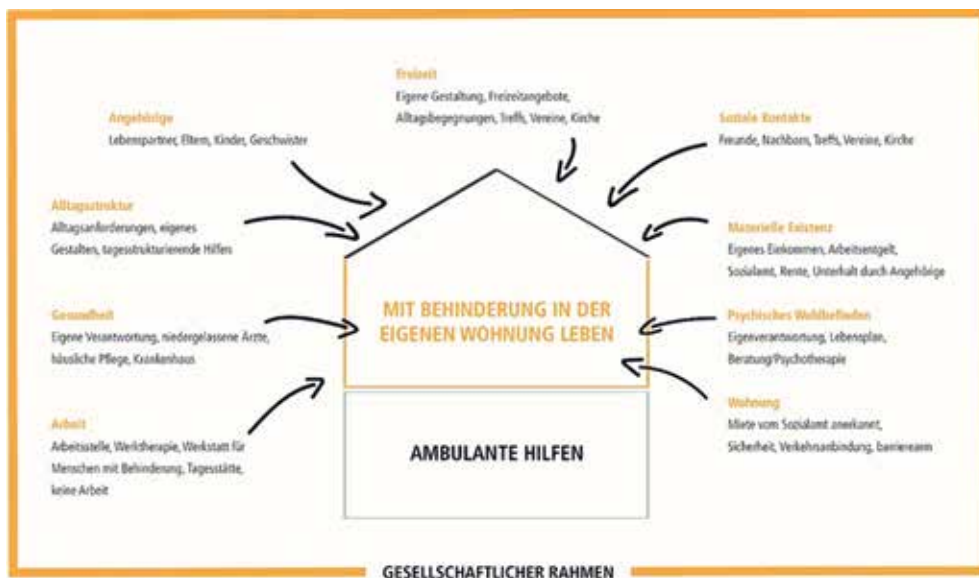 Freizeit
Eigene Gestaltung, Freizeitangebote,
Alltagsbegegnungen, Treffs, Vereine, Kirche
Angehörige
Lebenspartner, Eltern, Kinder, Geschwister
Soziale Kontakte
Freunde, Nachbarn, Treffs, Vereine, Kirche
Alltagsstruktur
Alltagsanforderungen, eigenes
Gestalten, tagesstrukturierende Hilfen
Materielle Existenz
Eigenes Einkommen, Arbeitsentgelt,
Sozialamt, Rente, Unterhalt durch Angehörige
Gesundheit
Eigene Verantwortung, niedergelassene Ärzte,
häusliche Pflege, Krankenhaus
MIT BEHINDERUNG IN DER
EIGENEN WOHNUNG LEBEN
Psychisches Wohlbefinden
Eigenverantwortung, Lebensplan,
Beratung/Psychotherapie
Arbeit
Arbeitsstelle, Werktherapie, Werkstatt für
Menschen mit Behinderung, Tagesstätte,
keine Arbeit
Wohnung
Miete vom Sozialamt anerkannt,
Sicherheit, Verkehrsanbindung, barrierearm
AMBULANTE HILFEN
GESELLSCHAFTLICHER RAHMEN